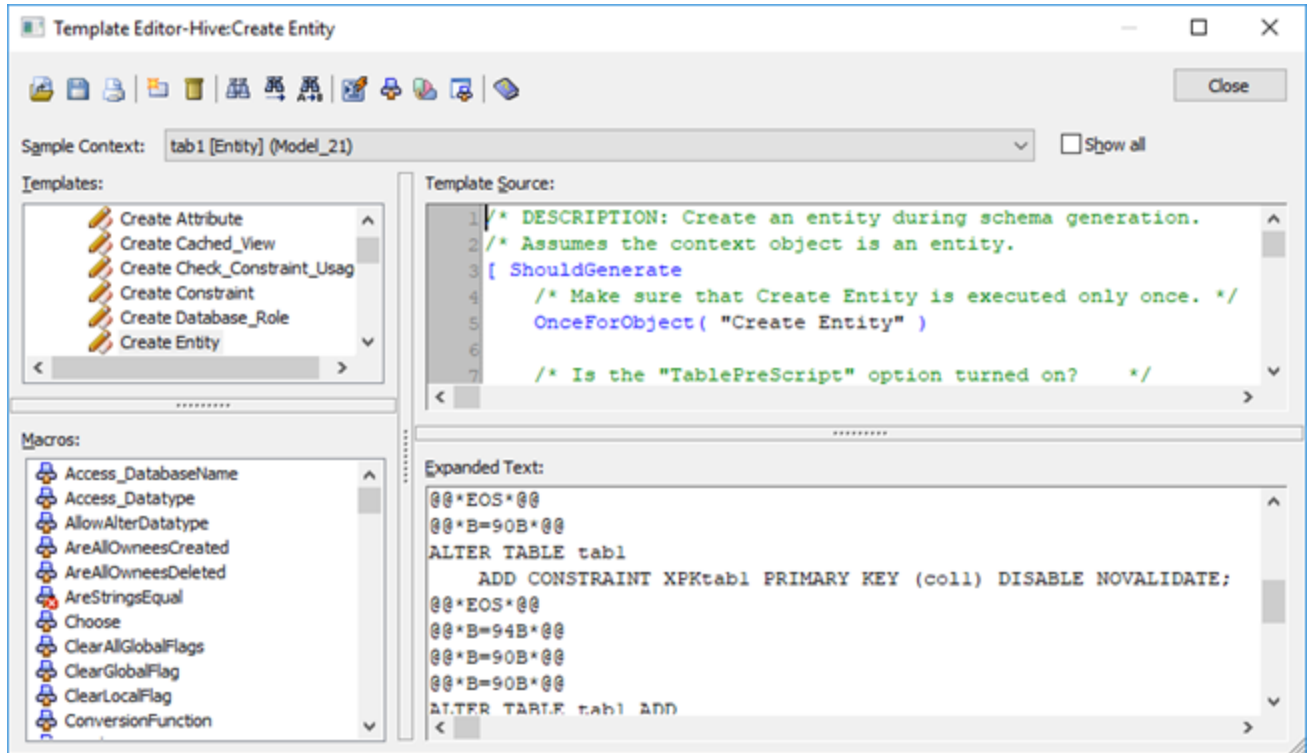 Template Editor-Hive:Create Entity
Close
Sample Context: tab1 [Entity] (Model_21) Show all
Templates:
Create Attribute
Create Cached_View
Create Check_Constraint_Usag
Create Constraint
Create Database_Role
Create Entity
Macros:
Access_DatabaseName
Access_Datatype
AllowAlterDatatype
AreAllOwneesCreated
AreAllOwneesDeleted
AreStringsEqual
Choose
ClearAllGlobalFlags
ClearGlobalFlag
ClearLocalFlag
ConversionFunction
Template Source:
1 /* DESCRIPTION: Create an entity during schema generation.
2 /* Assumes the context object is an entity.
3 [ ShouldGenerate
4 /* Make sure that Create Entity is executed only once. */
5 OnceForObject( "Create Entity" )
6
7 /* Is the "TablePreScript" option turned on? */
Expanded Text:
@@*EOS*@@
@@*B=90B*@@
ALTER TABLE tab1
ADD CONSTRAINT XPKtab1 PRIMARY KEY (col1) DISABLE NOVALIDATE;
@@*EOS*@@
@@*B=94B*@@
@@*B=90B*@@
@@*B=90B*@@
ALTER TABLE tab1 ADD